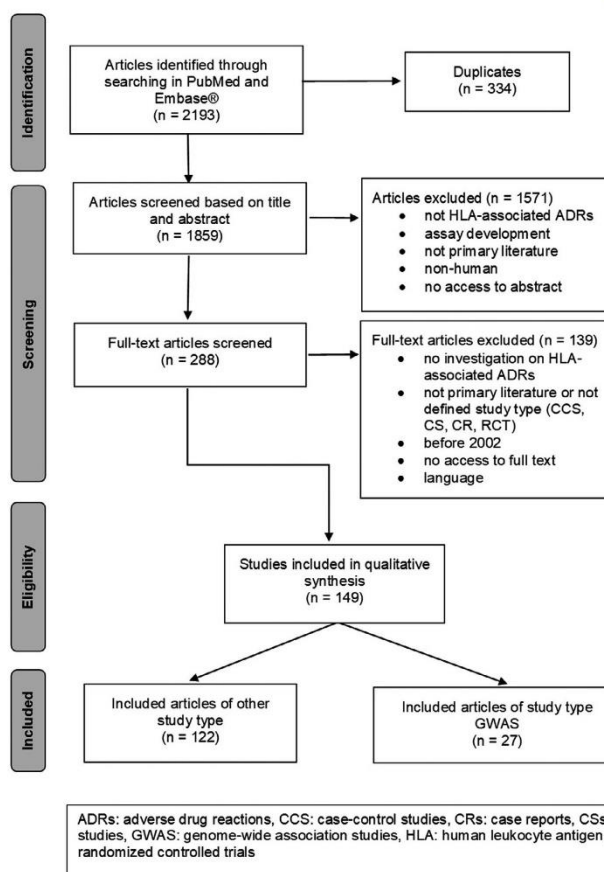 Identification
Articles identified through
searching in PubMed and
Embase®
(n = 2193)
Duplicates
(n = 334)
Screening
Articles screened based on title
and abstract
(n = 1859)
Articles excluded (n = 1571)
• not HLA-associated ADRs
• assay development
• not primary literature
• non-human
• no access to abstract
Full-text articles screened
(n = 288)
Full-text articles excluded (n = 139)
• no investigation on HLA-
associated ADRs
• not primary literature or not
defined study type (CCS,
CS, CR, RCT)
• before 2002
• no access to full text
• language
Eligibility
Studies included in qualitative
synthesis
(n = 149)
Included
Included articles of other
study type
(n = 122)
Included articles of study type
GWAS
(n = 27)
ADRs: adverse drug reactions, CCS: case-control studies, CRs: case reports, CSs
studies, GWAS: genome-wide association studies, HLA: human leukocyte antigen
randomized controlled trials